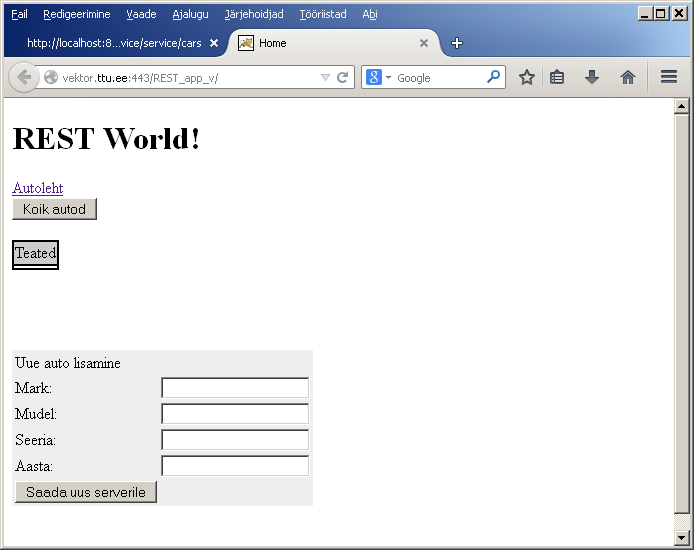 Fail Redigeerimine Vaade Ajalugu Järjehoidjad Tööriistad Abi
http://localhost:8...vice/service/cars Home
vektor.ttu.ee:443/REST_app_v/ Google
REST World!
Autoleht
Koik autod
Teated
Uue auto lisamine
Mark:
Mudel:
Seeria:
Aasta:
Saada uus serverile